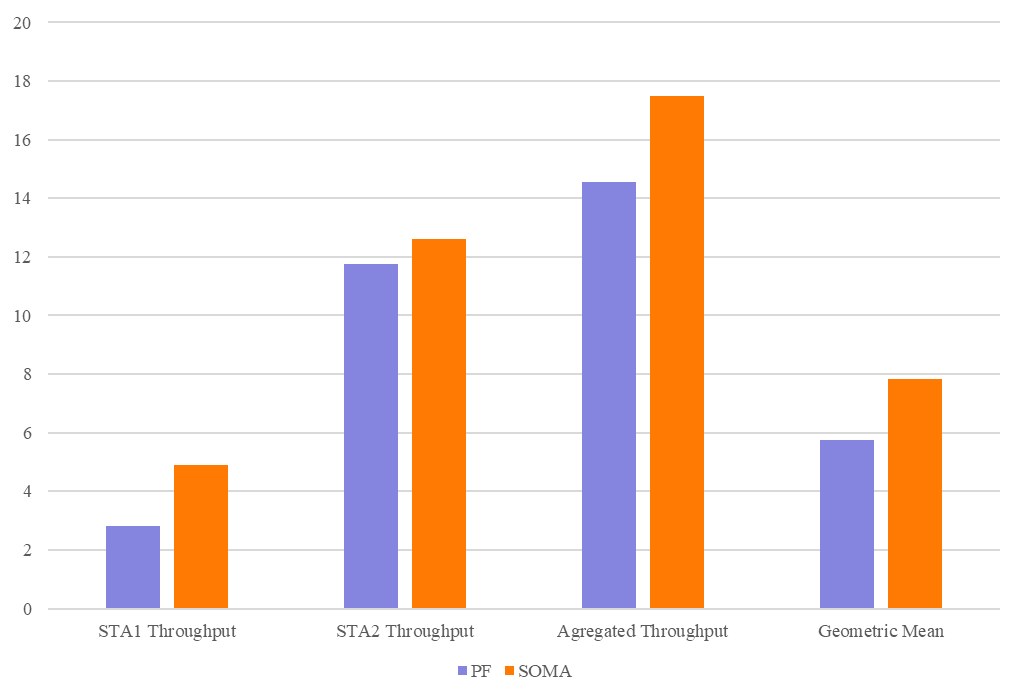 20
18
16
14
12
10
8
6
4
2
0
STA1 Throughput
STA2 Throughput
Agregated Throughput
Geometric Mean
PF
SOMA